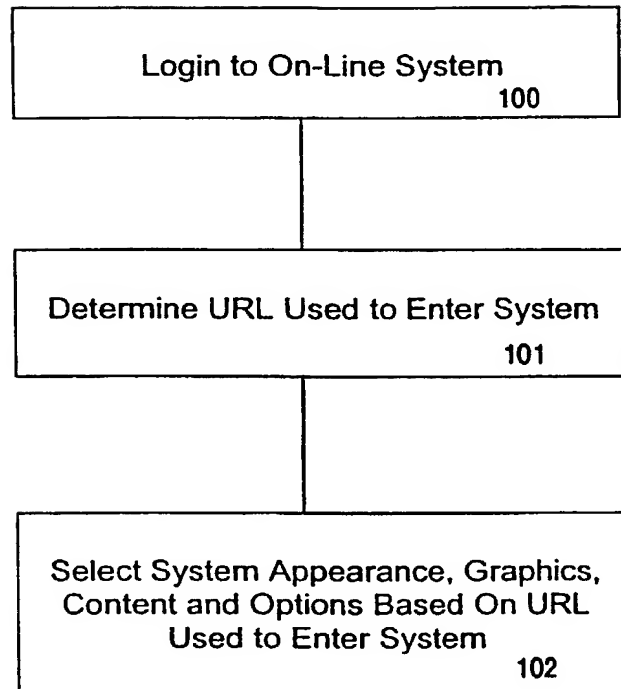 Login to On-Line System
100
Determine URL Used to Enter System
101
Select System Appearance, Graphics,
Content and Options Based On URL
Used to Enter System
102